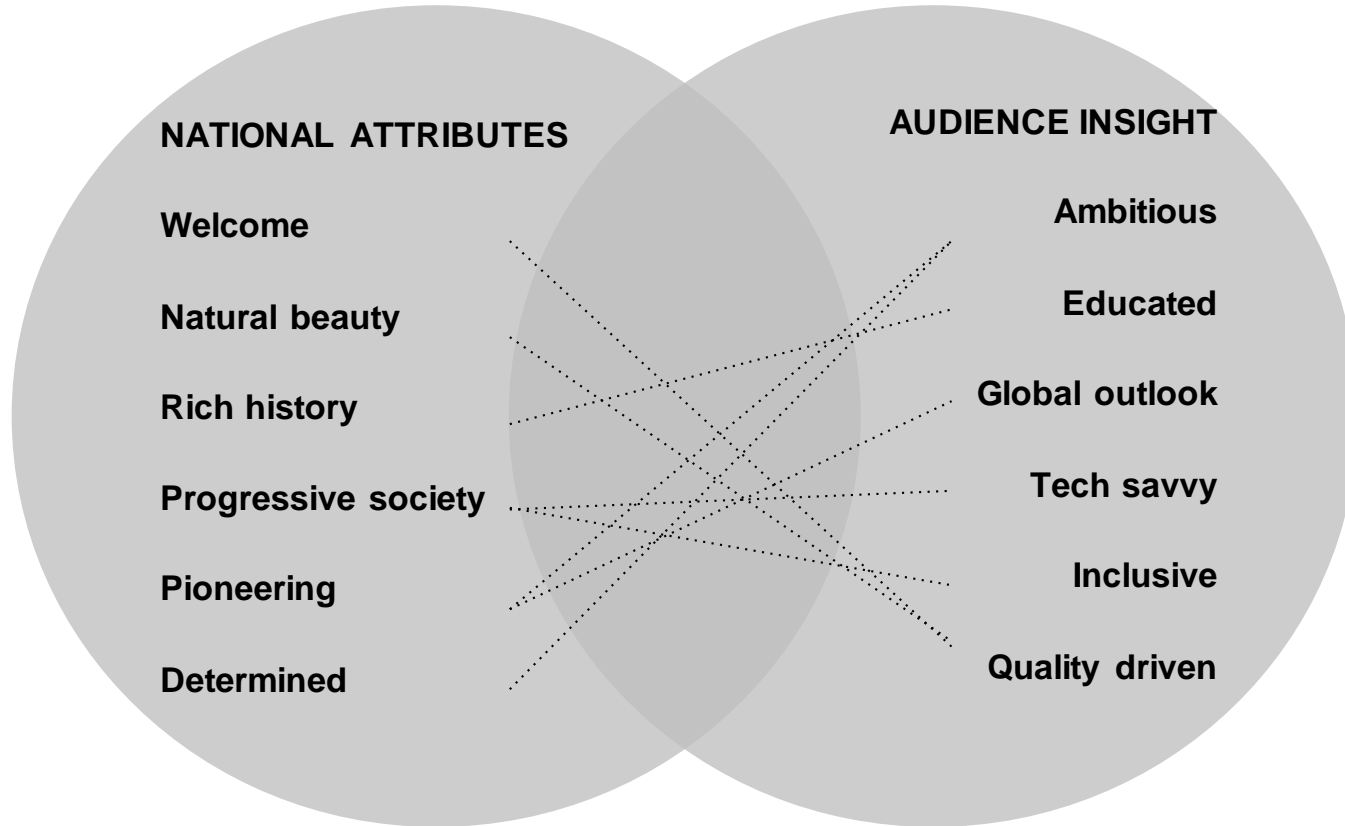 NATIONAL ATTRIBUTES
Welcome
Natural beauty
Rich history
Progressive society
Pioneering
Determined
AUDIENCE INSIGHT
Ambitious
Educated
Global outlook
Tech savvy
Inclusive
Quality driven